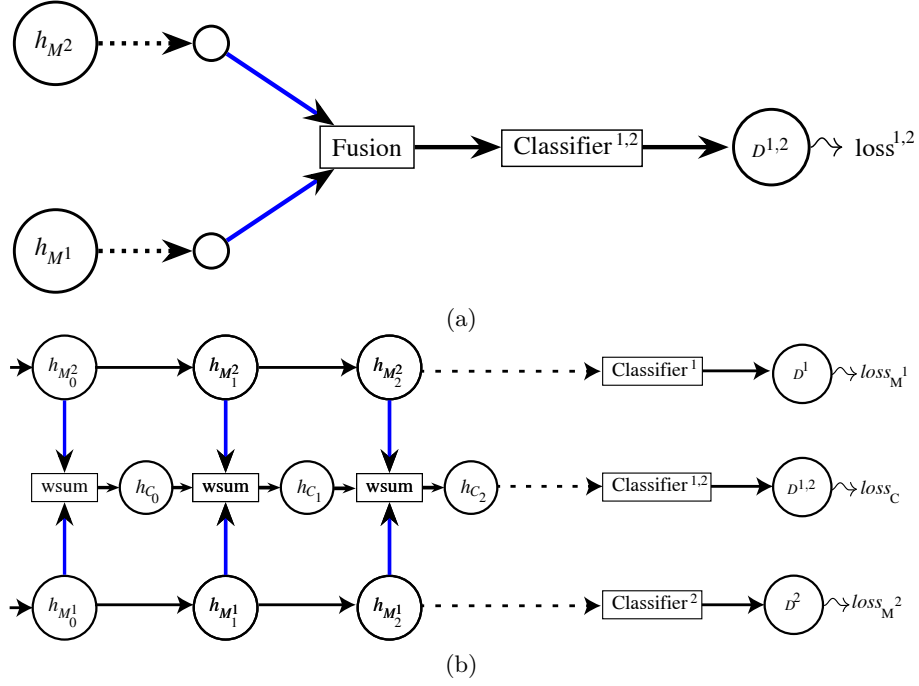 h_{M^2}
Fusion Classifier^{1,2} D^{1,2} loss^{1,2}
h_{M^1}
(a)
h_{M_0^2} h_{M_1^2} h_{M_2^2} Classifier^1 D^1 loss_{M^1}
wsum h_{C_0} wsum h_{C_1} wsum h_{C_2} Classifier^{1,2} D^{1,2} loss_C
h_{M_0^1} h_{M_1^1} h_{M_2^1} Classifier^2 D^2 loss_{M^2}
(b)